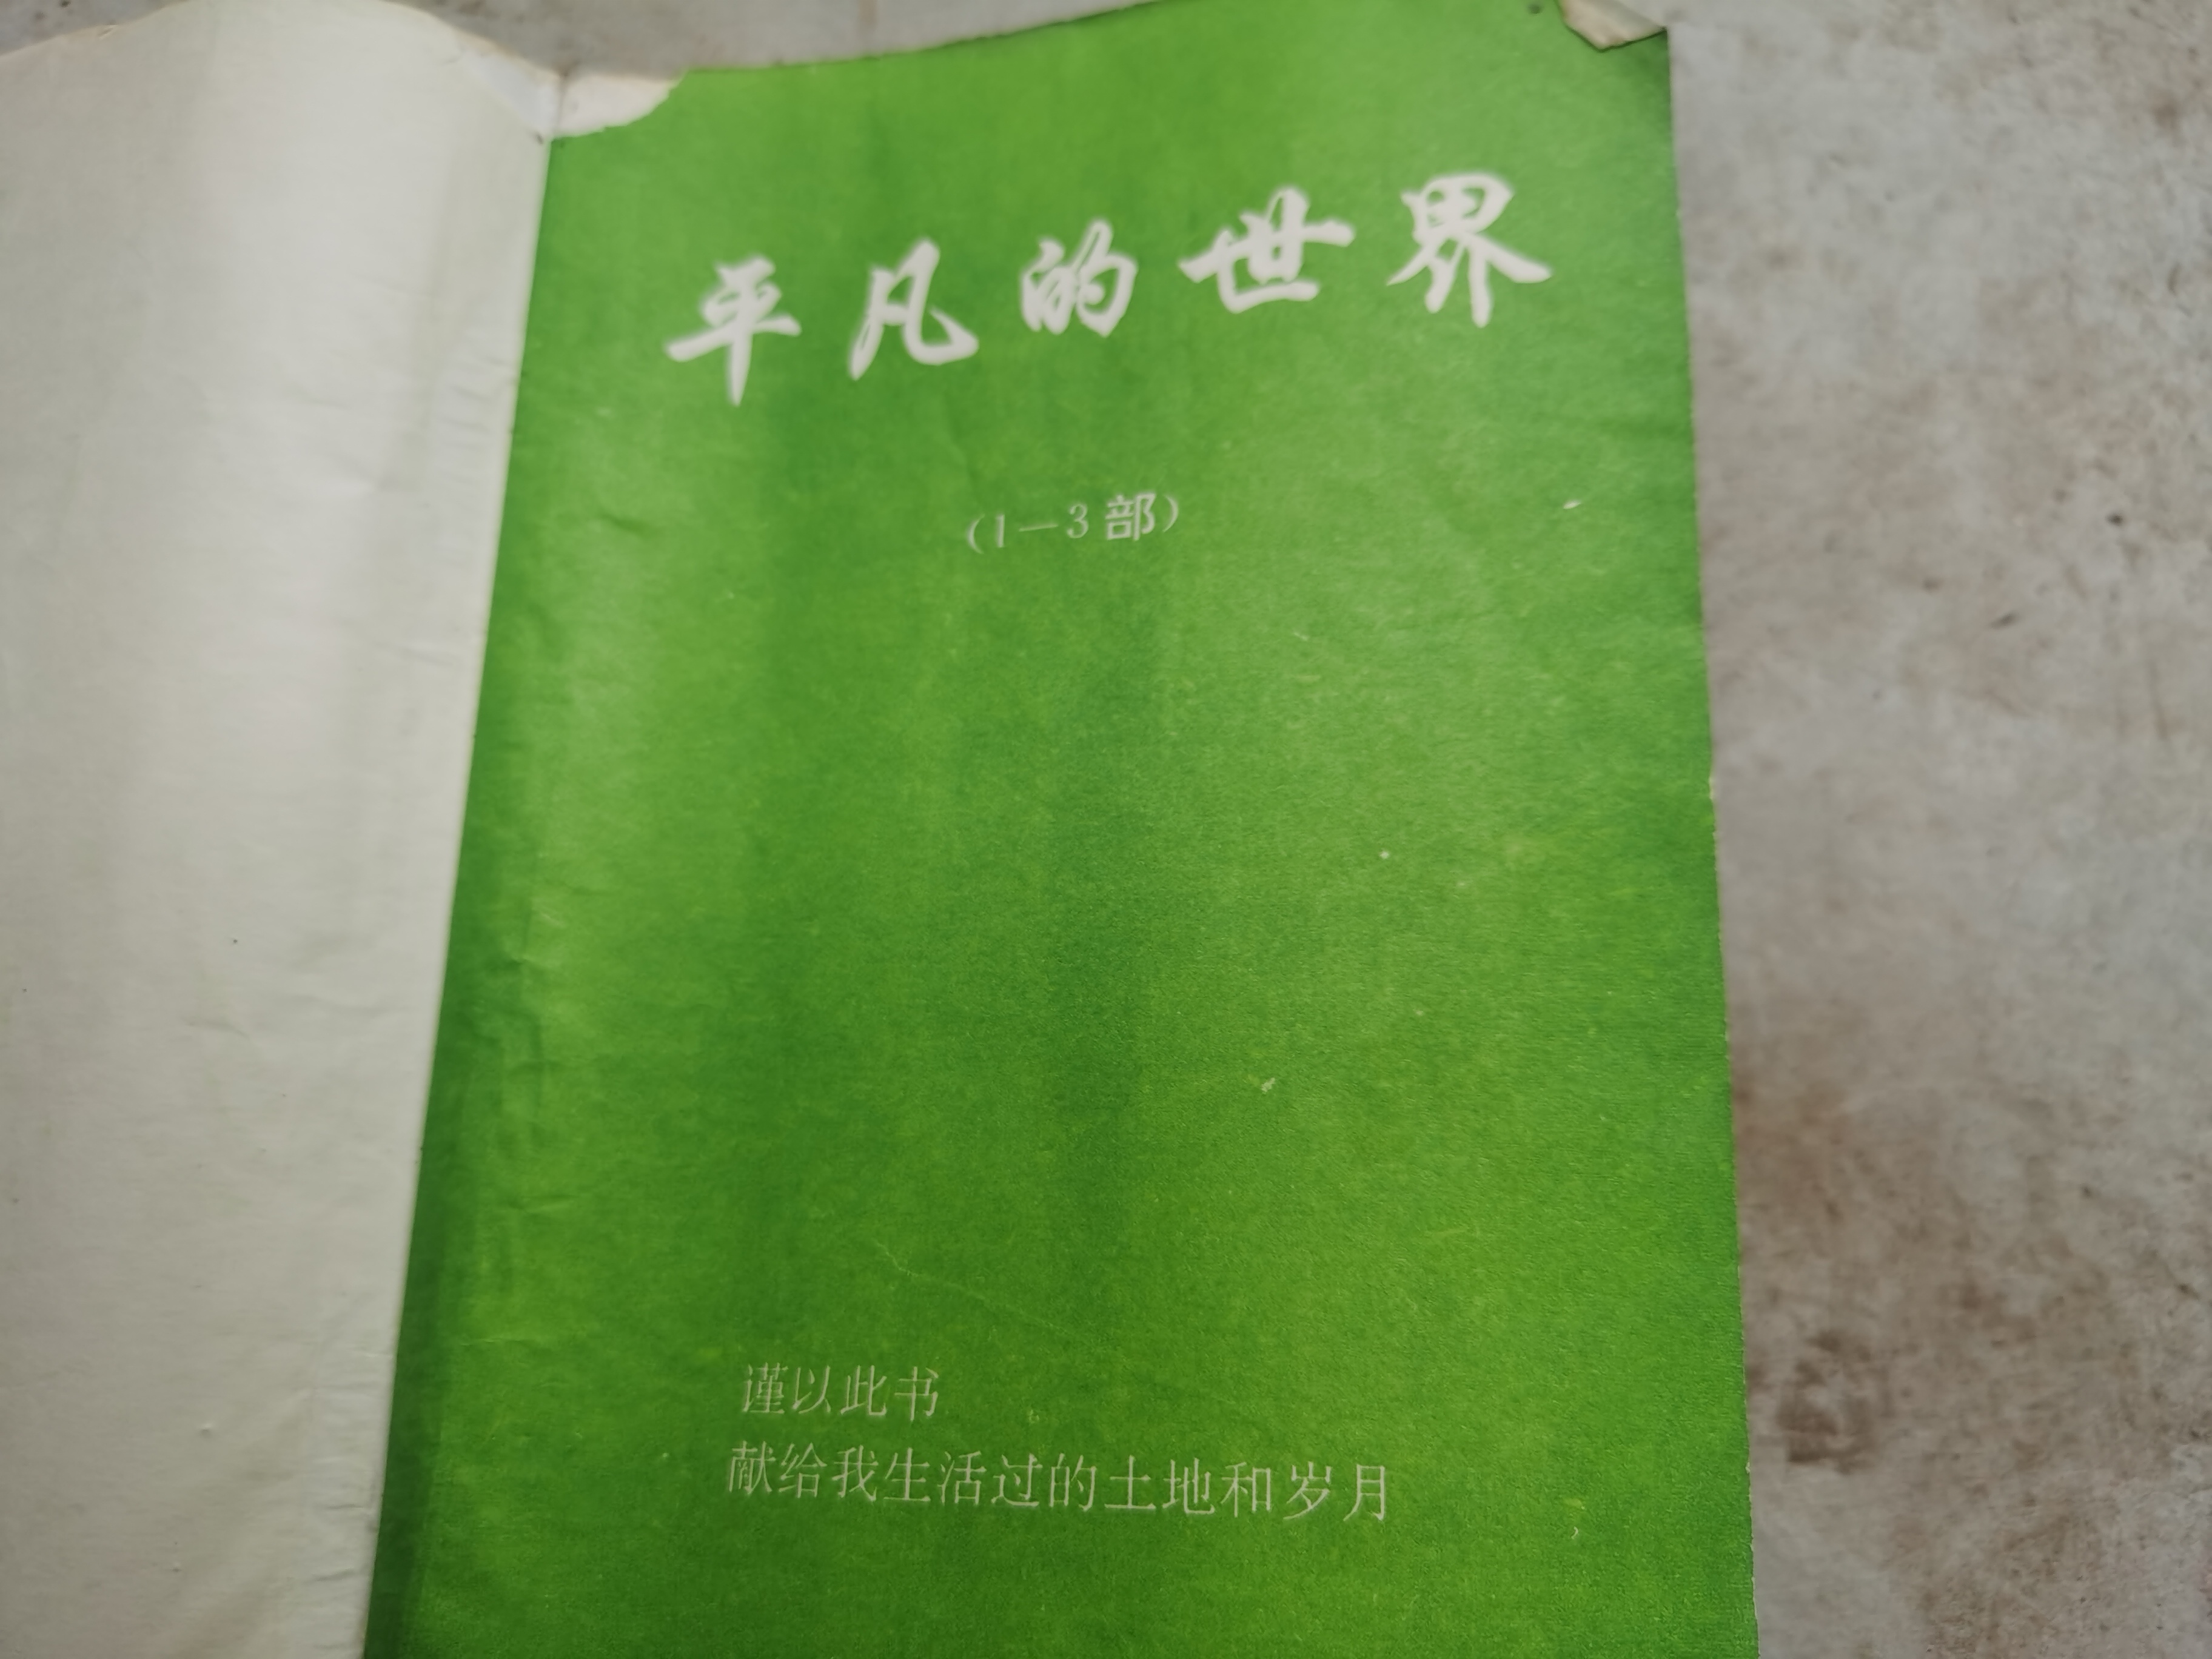 平凡的世界
(1－3部)
谨以此书
献给我生活过的土地和岁月